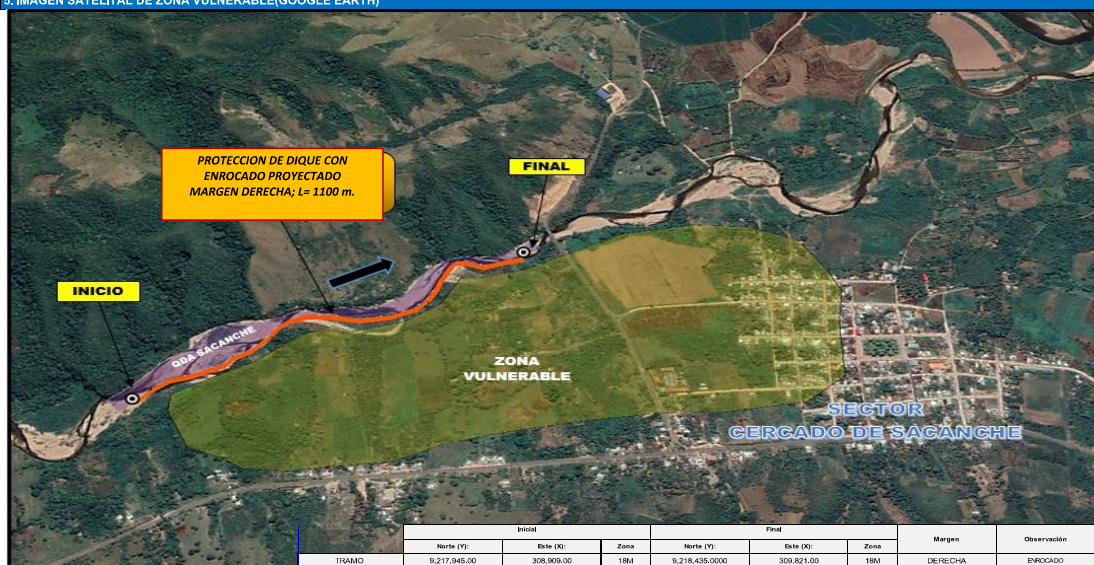 5. IMAGEN SATELITAL DE ZONA VULNERABLE(GOOGLE EARTH)
PROTECCION DE DIQUE CON
ENROCADO PROYECTADO
MARGEN DERECHA; L= 1100 m.
FINAL
INICIO
QDA SACANCHE
ZONA
VULNERABLE
SECTOR
CERCADO DE SACANCHE
Inicial Final Margen Observación
Norte (Y): Este (X): Zona Norte (Y): Este (X): Zona
TRAMO 9,217,945.00 308,909.00 18M 9,218,435.0000 309,821.00 18M DERECHA ENROCADO